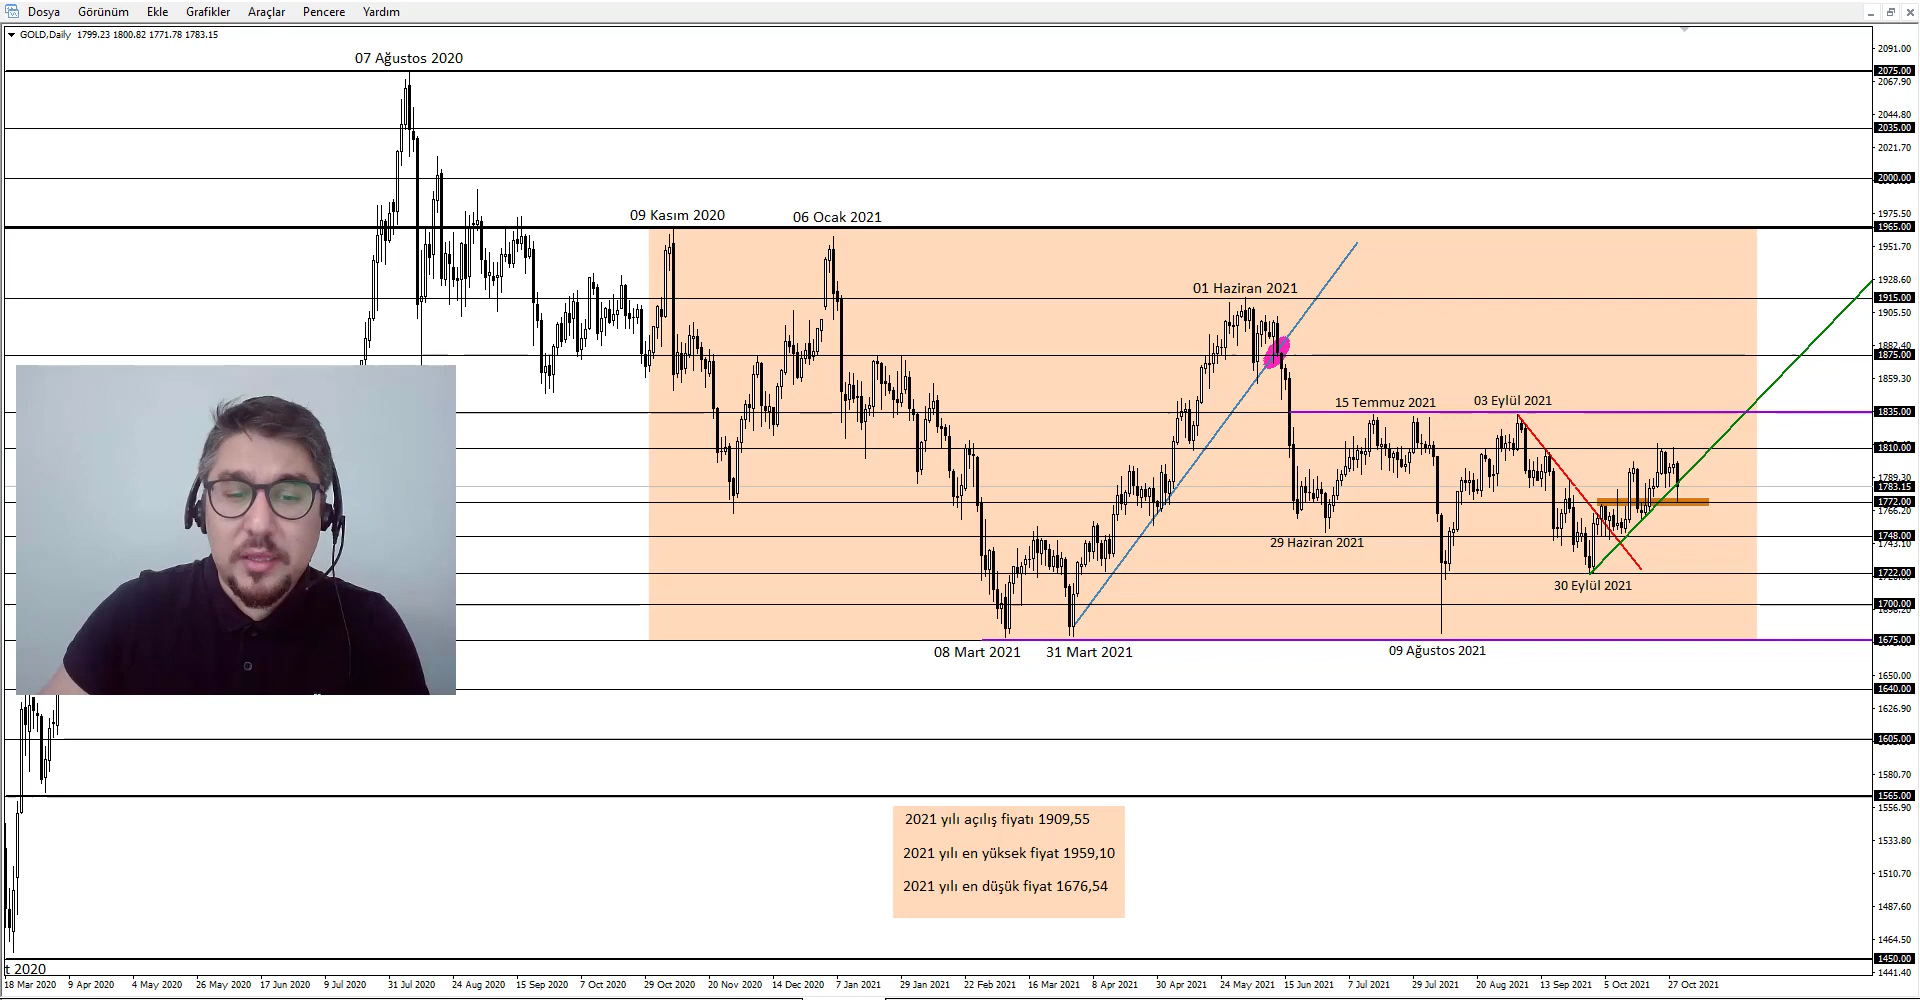 Dosya Görünüm Ekle Grafikler Araçlar Pencere Yardım
GOLD,Daily 1799.23 1800.82 1771.78 1783.15
07 Ağustos 2020
09 Kasım 2020
06 Ocak 2021
01 Haziran 2021
15 Temmuz 2021
03 Eylül 2021
29 Haziran 2021
30 Eylül 2021
08 Mart 2021
31 Mart 2021
09 Ağustos 2021
2021 yılı açılış fiyatı 1909,55
2021 yılı en yüksek fiyat 1959,10
2021 yılı en düşük fiyat 1676,54
2091.00
2075.00
2067.90
2044.80
2035.00
2021.70
2000.00
1975.50
1965.00
1951.70
1928.60
1915.00
1905.50
1882.40
1875.00
1859.30
1835.00
1810.00
1789.30
1783.15
1772.00
1766.20
1748.00
1743.10
1722.00
1700.00
1675.00
1650.00
1640.00
1626.90
1605.00
1580.70
1565.00
1556.90
1533.80
1510.70
1487.60
1464.50
1450.00
1441.40
t 2020
18 Mar 2020 9 Apr 2020 4 May 2020 26 May 2020 17 Jun 2020 9 Jul 2020 31 Jul 2020 24 Aug 2020 15 Sep 2020 7 Oct 2020 29 Oct 2020 20 Nov 2020 14 Dec 2020 7 Jan 2021 29 Jan 2021 22 Feb 2021 16 Mar 2021 8 Apr 2021 30 Apr 2021 24 May 2021 15 Jun 2021 7 Jul 2021 29 Jul 2021 20 Aug 2021 13 Sep 2021 5 Oct 2021 27 Oct 2021